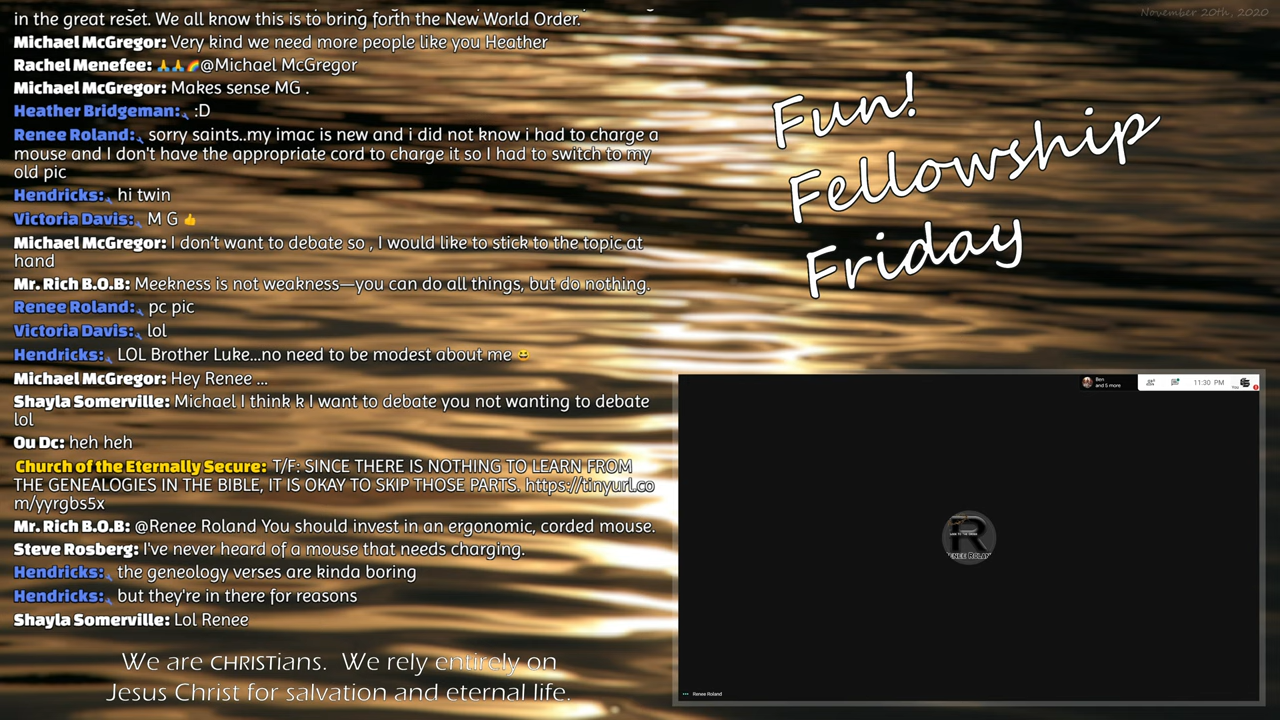 in the great reset. We all know this is to bring forth the New World Order.
Michael McGregor: Very kind we need more people like you Heather
Rachel Menefee: 🙏🙏🌈@Michael McGregor
Michael McGregor: Makes sense MG .
Heather Bridgeman: :D
Renee Roland: sorry saints..my imac is new and i did not know i had to charge a
mouse and I don't have the appropriate cord to charge it so I had to switch to my
old pic
Hendricks: hi twin
Victoria Davis: M G 👍
Michael McGregor: I don't want to debate so , I would like to stick to the topic at
hand
Mr. Rich B.O.B: Meekness is not weakness—you can do all things, but do nothing.
Renee Roland: pc pic
Victoria Davis: lol
Hendricks: LOL Brother Luke...no need to be modest about me 😄
Michael McGregor: Hey Renee ...
Shayla Somerville: Michael I think k I want to debate you not wanting to debate
lol
Ou Dc: heh heh
Church of the Eternally Secure: T/F: SINCE THERE IS NOTHING TO LEARN FROM
THE GENEALOGIES IN THE BIBLE, IT IS OKAY TO SKIP THOSE PARTS. https://tinyurl.co
m/yyrgbs5x
Mr. Rich B.O.B: @Renee Roland You should invest in an ergonomic, corded mouse.
Steve Rosberg: I've never heard of a mouse that needs charging.
Hendricks: the geneology verses are kinda boring
Hendricks: but they're in there for reasons
Shayla Somerville: Lol Renee
We are CHRISTians. We rely entirely on
Jesus Christ for salvation and eternal life.
November 20th, 2020
Fun!
Fellowship
Friday
Ben
and 5 more
11:30 PM
You
R
RENEE ROLAN
Renee Roland